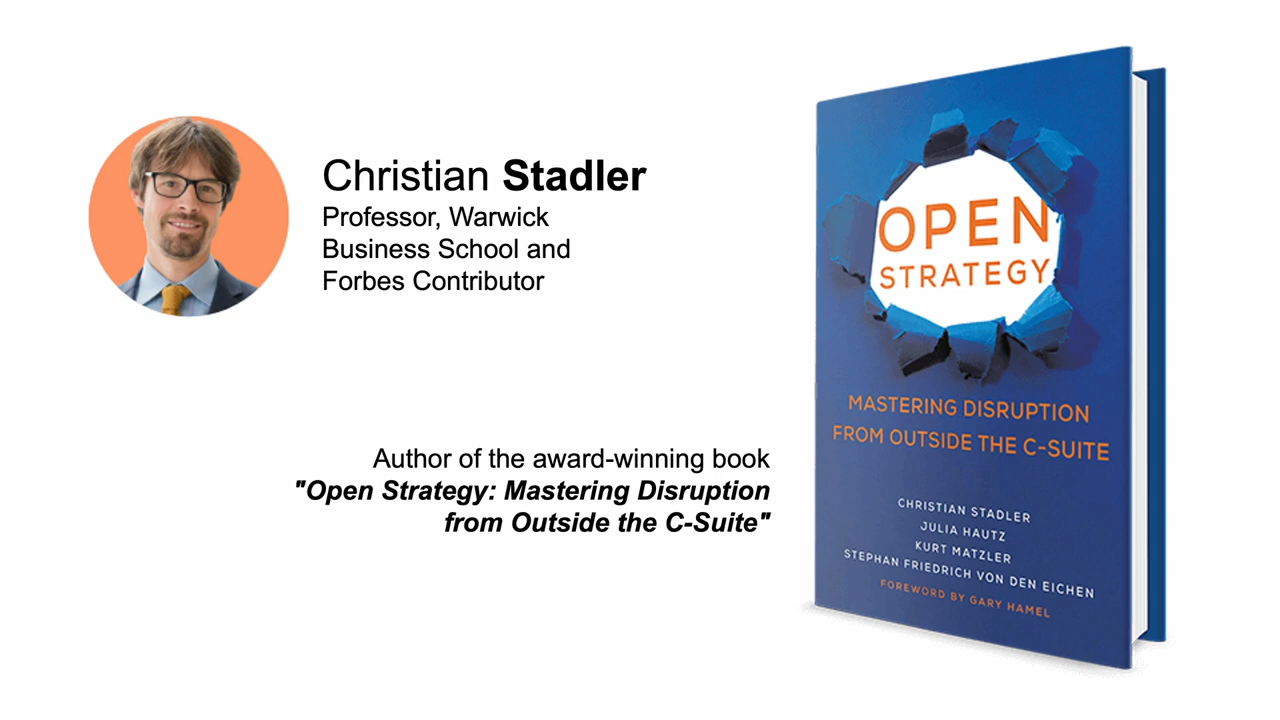 Christian Stadler
Professor, Warwick
Business School and
Forbes Contributor
Author of the award-winning book
"Open Strategy: Mastering Disruption
from Outside the C-Suite"
OPEN
STRATEGY
MASTERING DISRUPTION
FROM OUTSIDE THE C-SUITE
CHRISTIAN STADLER
JULIA HAUTZ
KURT MATZLER
STEPHAN FRIEDRICH VON DEN EICHEN
FOREWORD BY GARY HAMEL